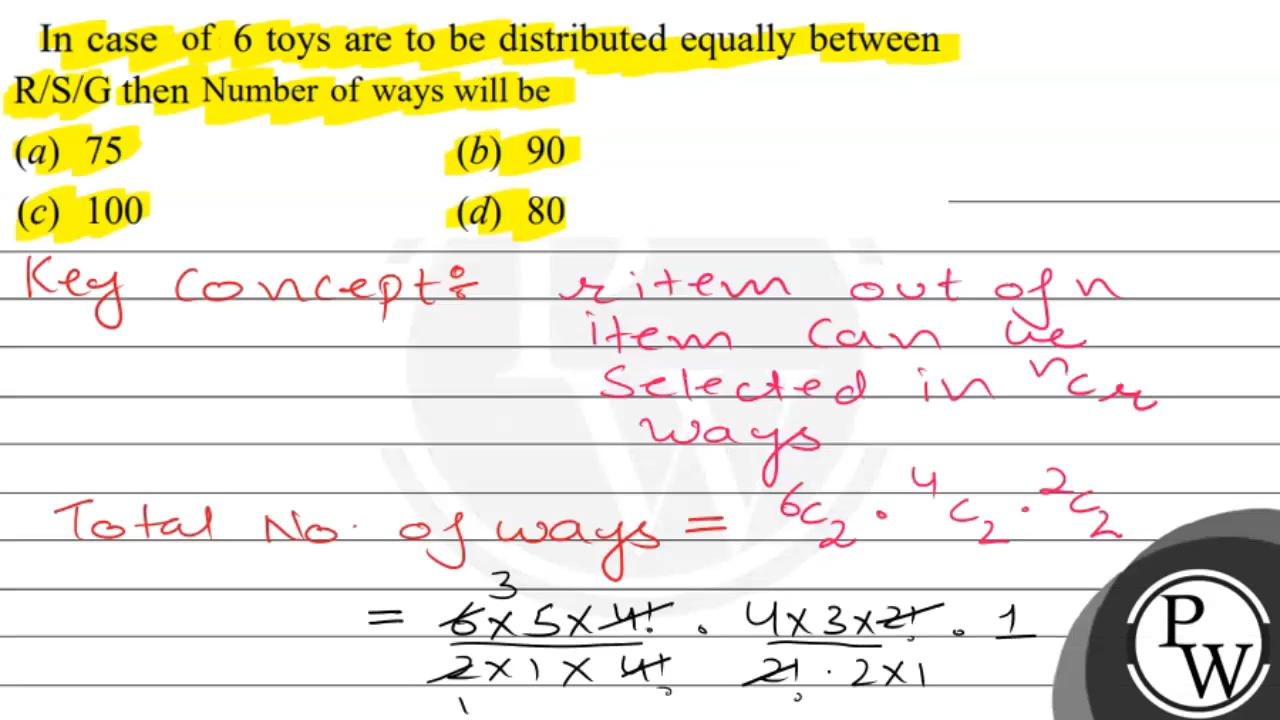 In case of 6 toys are to be distributed equally between
R/S/G then Number of ways will be
(a) 75 (b) 90
(c) 100 (d) 80
Key Concept:- r item out of n
item can be
selected in ⁿCr
ways
Total No. of ways = ⁶C₂ . ⁴C₂ . ²C₂
3
= 6×5×4! . 4×3×2! . 1
2×1×4! 2! . 2×1
1
PW